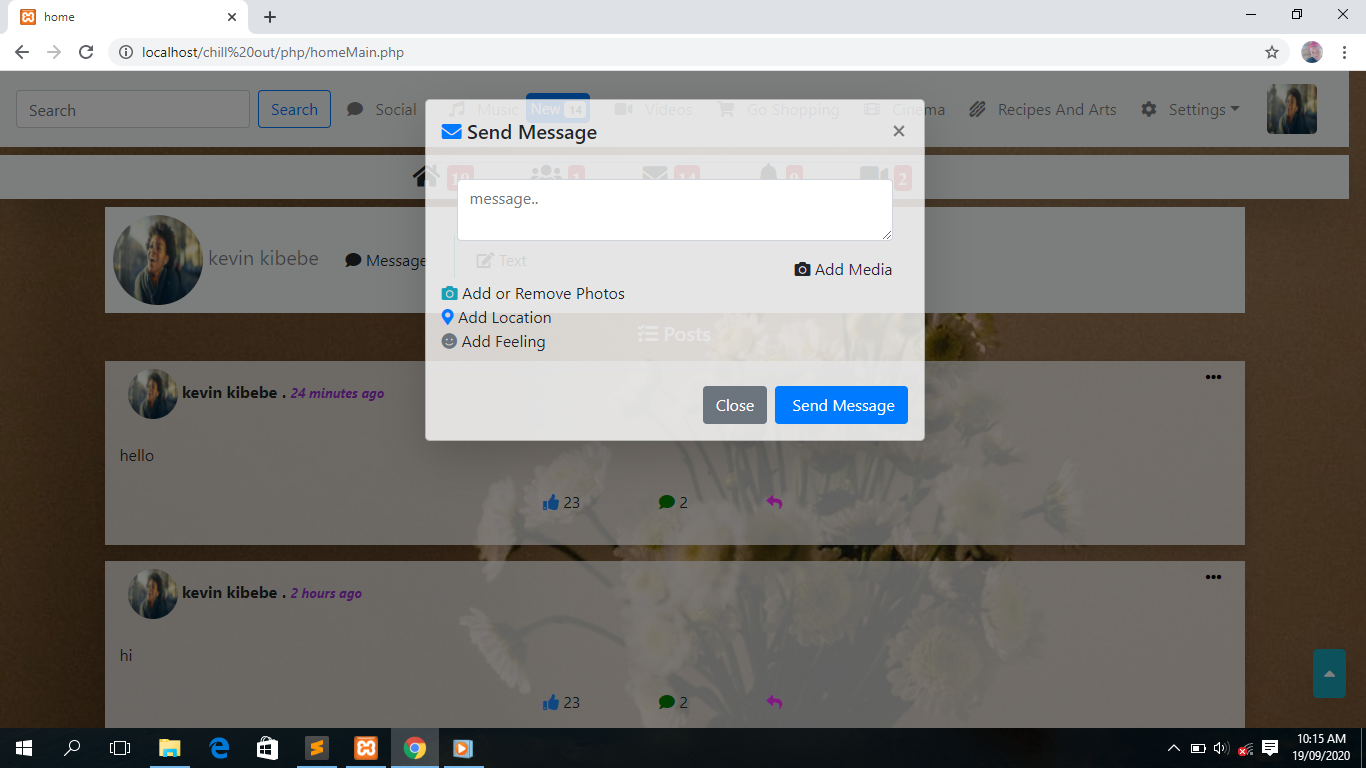 home
localhost/chill%20out/php/homeMain.php
Search
Search
Social
Music
New 14
Videos
Go Shopping
Cinema
Recipes And Arts
Settings
Send Message
×
10
1
14
9
2
message..
kevin kibebe
Message
Text
Add Media
Add or Remove Photos
Add Location
Add Feeling
Posts
Close
Send Message
kevin kibebe . 24 minutes ago
hello
23
2
kevin kibebe . 2 hours ago
hi
23
2
10:15 AM
19/09/2020